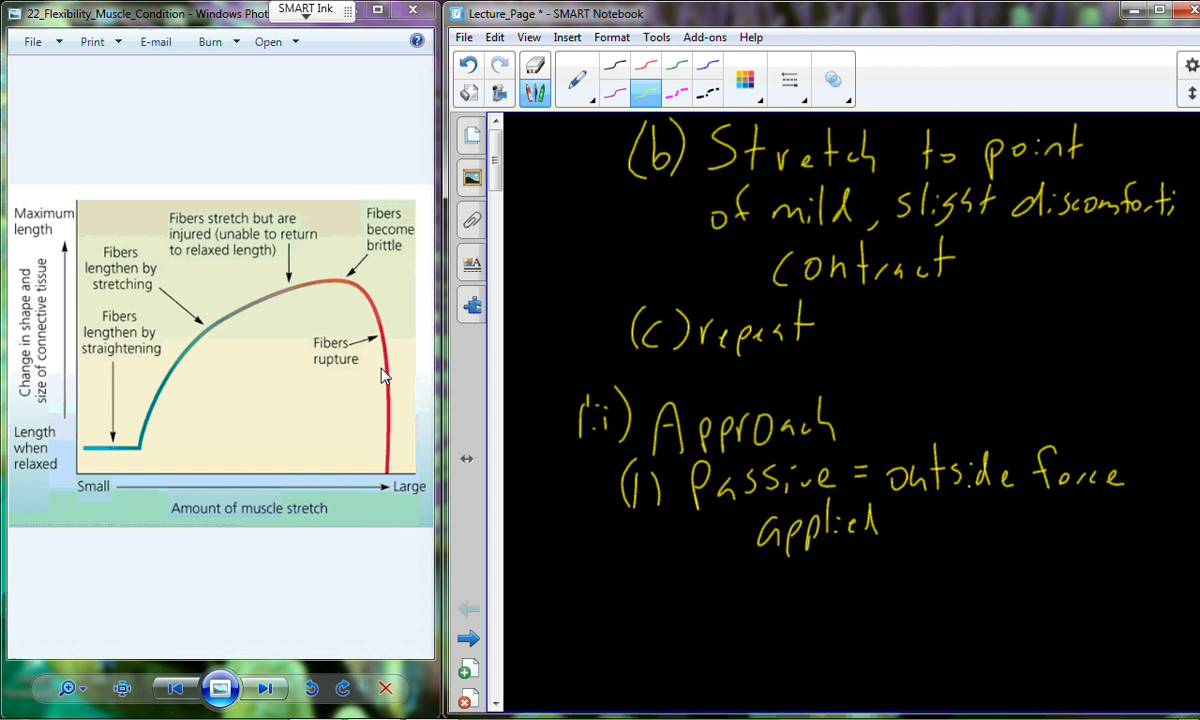 22_Flexibility_Muscle_Condition - Windows Phot
SMART Ink
File Print E-mail Burn Open
Maximum
length
Change in shape and
size of connective tissue
Length
when
relaxed
Fibers stretch but are
injured (unable to return
to relaxed length)
Fibers
become
brittle
Fibers
lengthen by
stretching
Fibers
lengthen by
straightening
Fibers
rupture
Small
Large
Amount of muscle stretch
Lecture_Page * - SMART Notebook
File Edit View Insert Format Tools Add-ons Help
(b) Stretch to point
of mild, slight discomfort;
contract
(c) repeat
(ii) Approach
(1) Passive = outside force
applied